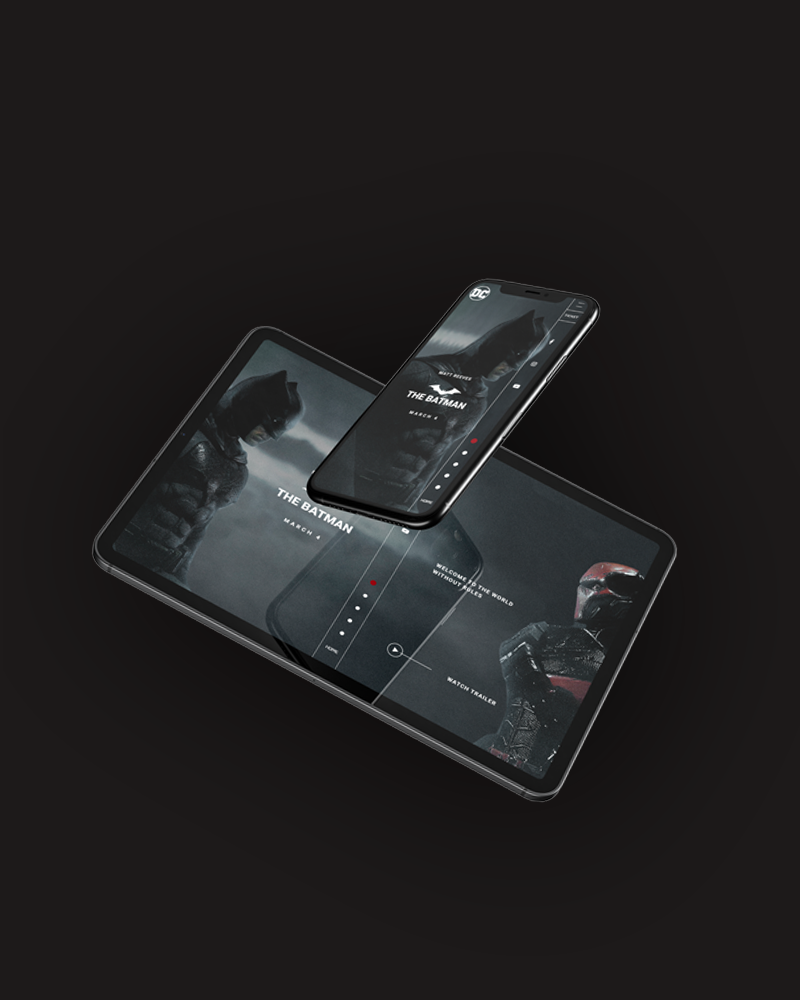 DC
TICKET
MATT REEVES
THE BATMAN
MARCH 4
HOME
THE BATMAN
MARCH 4
WELCOME TO THE WORLD
WITHOUT RULES
HOME
WATCH TRAILER